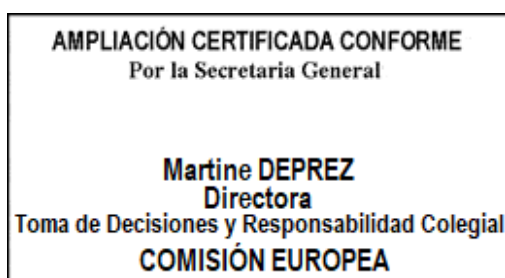 AMPLIACIÓN CERTIFICADA CONFORME
Por la Secretaria General
Martine DEPREZ
Directora
Toma de Decisiones y Responsabilidad Colegial
COMISIÓN EUROPEA